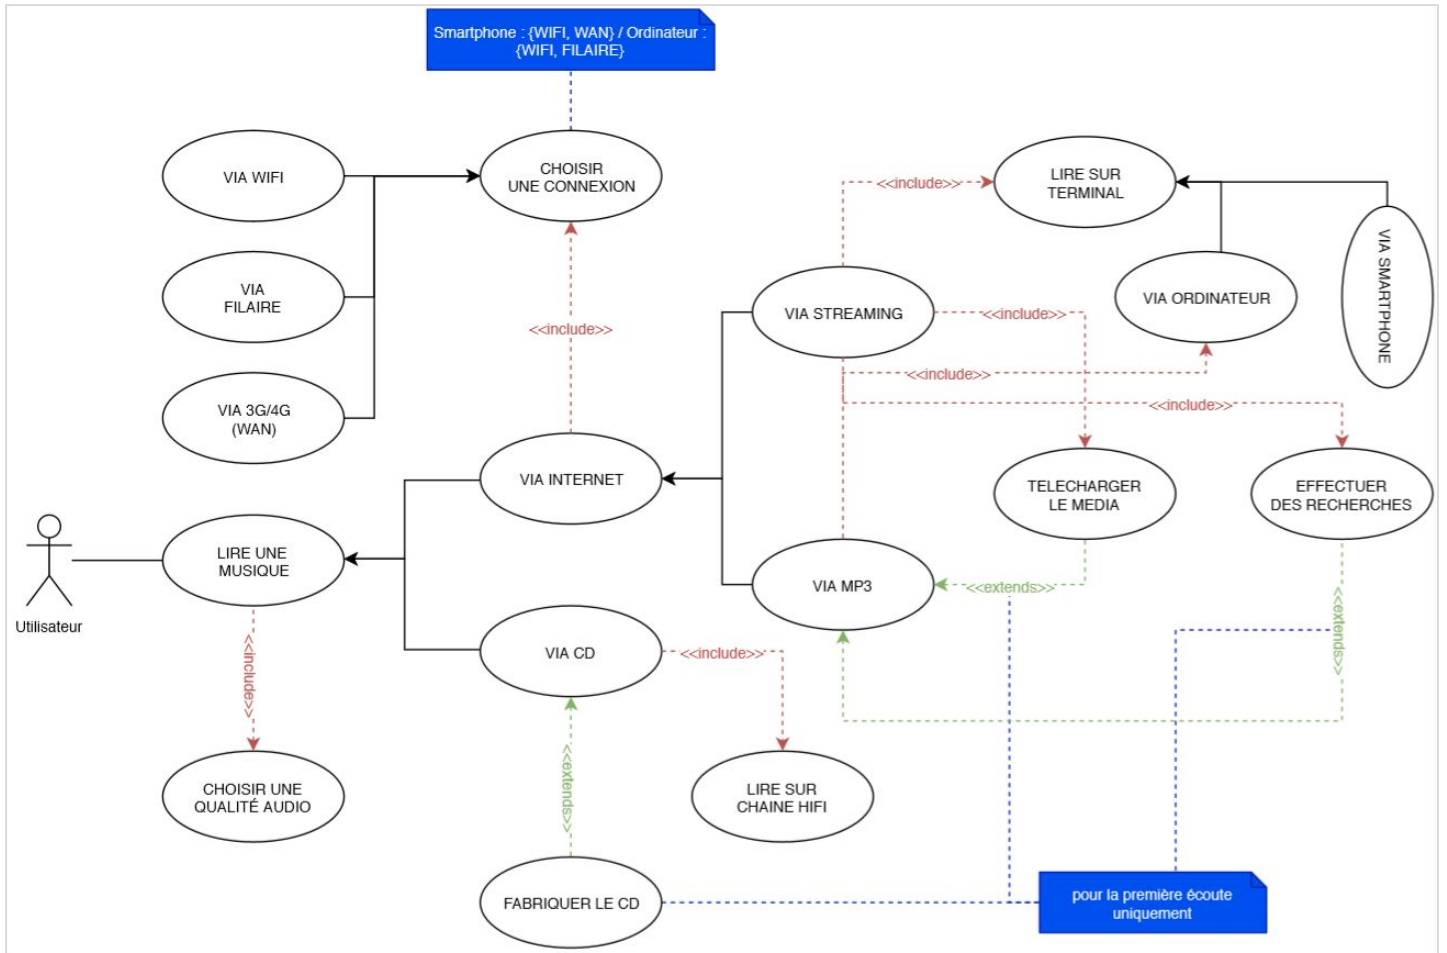 Smartphone : {WIFI, WAN} / Ordinateur :
{WIFI, FILAIRE}
VIA WIFI
CHOISIR
UNE CONNEXION
<<include>>
LIRE SUR
TERMINAL
VIA
FILAIRE
VIA STREAMING
VIA ORDINATEUR
VIA SMARTPHONE
<<include>>
<<include>>
<<include>>
<<include>>
VIA 3G/4G
(WAN)
VIA INTERNET
TELECHARGER
LE MEDIA
EFFECTUER
DES RECHERCHES
LIRE UNE
MUSIQUE
Utilisateur
VIA MP3
<<extends>>
<<extends>>
<<include>>
VIA CD
<<include>>
CHOISIR UNE
QUALITÉ AUDIO
<<extends>>
LIRE SUR
CHAINE HIFI
FABRIQUER LE CD
pour la première écoute
uniquement